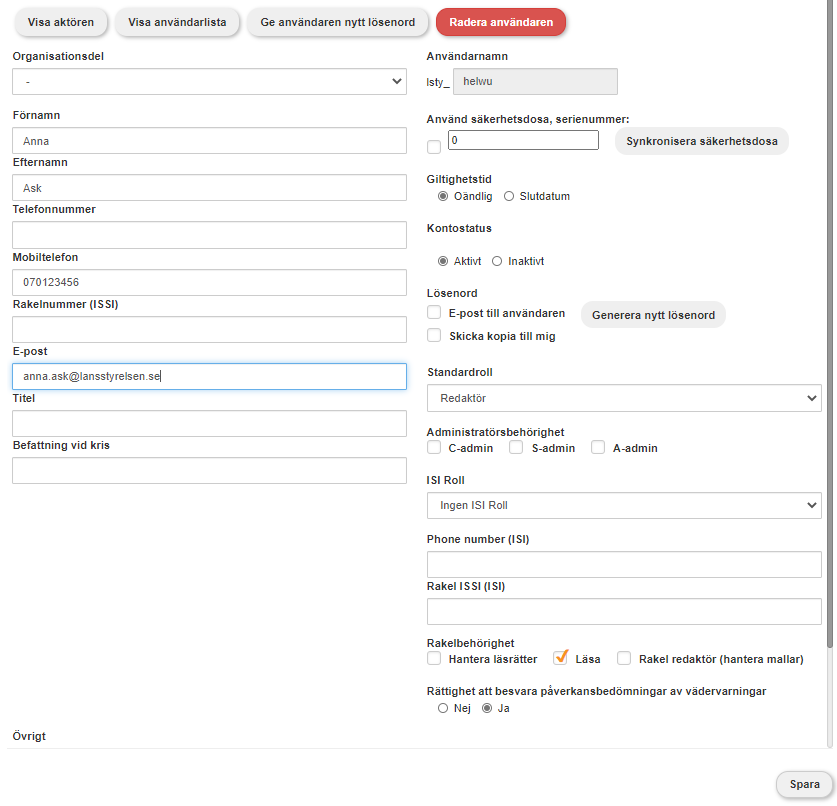 Visa aktören Visa användarlista Ge användaren nytt lösenord Radera användaren
Organisationsdel
-
Förnamn
Anna
Efternamn
Ask
Telefonnummer
Mobiltelefon
070123456
Rakelnummer (ISSI)
E-post
anna.ask@lansstyrelsen.se
Titel
Befattning vid kris
Användarnamn
lsty_ helwu
Använd säkerhetsdosa, serienummer:
0 Synkronisera säkerhetsdosa
Giltighetstid
Oändlig Slutdatum
Kontostatus
Aktivt Inaktivt
Lösenord
E-post till användaren Generera nytt lösenord
Skicka kopia till mig
Standardroll
Redaktör
Administratörsbehörighet
C-admin S-admin A-admin
ISI Roll
Ingen ISI Roll
Phone number (ISI)
Rakel ISSI (ISI)
Rakelbehörighet
Hantera läsrätter Läsa Rakel redaktör (hantera mallar)
Rättighet att besvara påverkansbedömningar av vädervarningar
Nej Ja
Övrigt
Spara